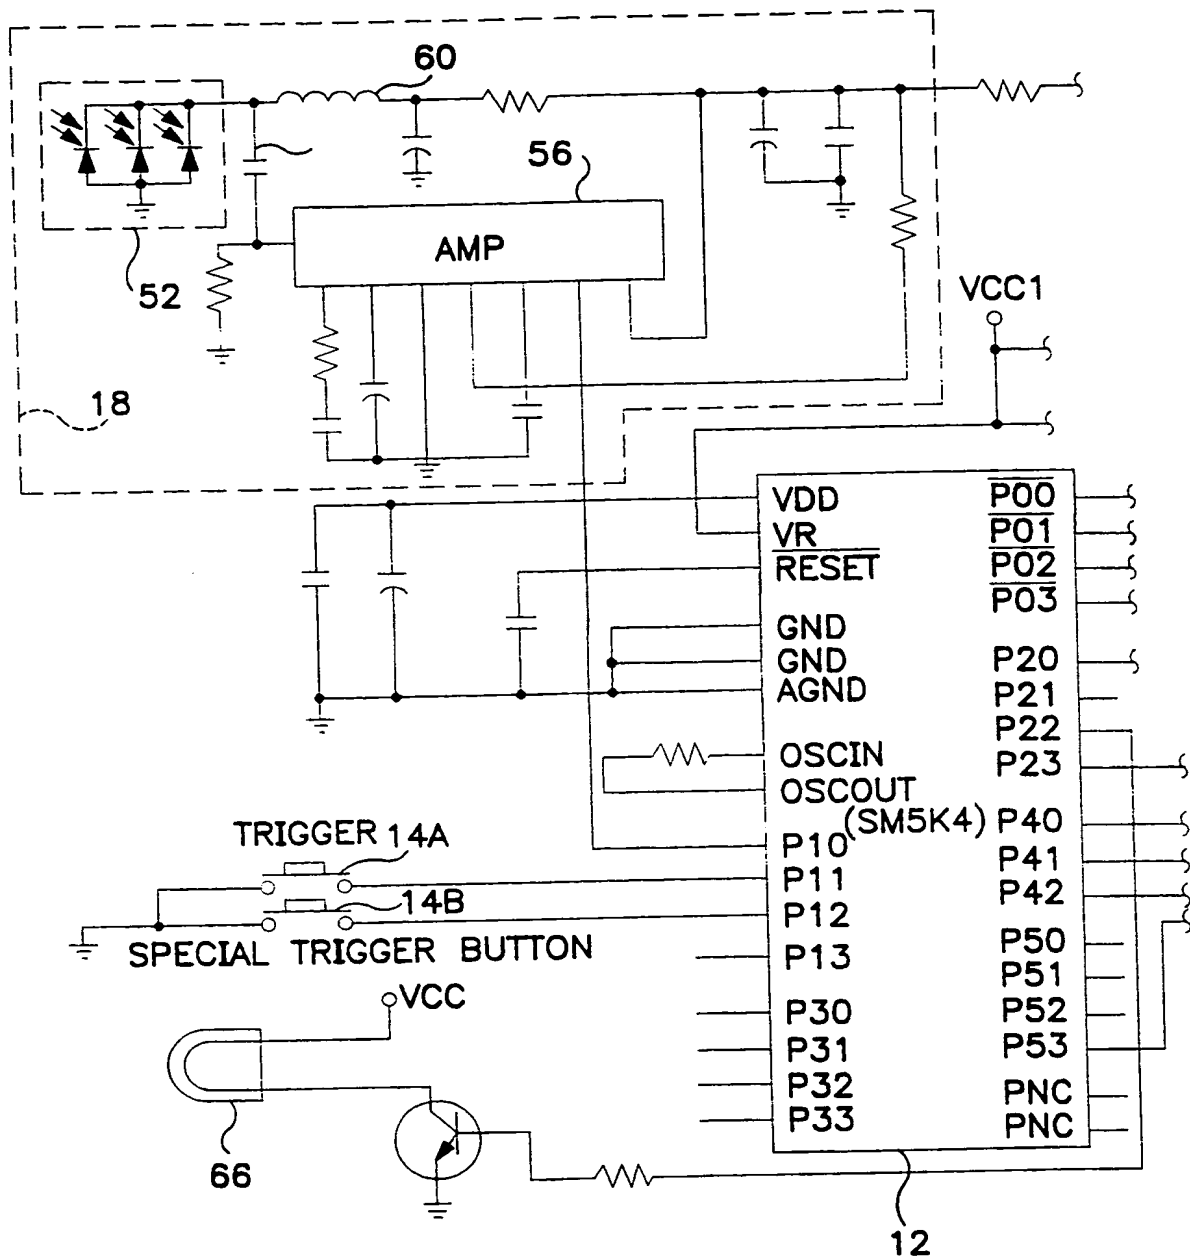 60
56
AMP
52
18
VCC1
VDD
VR
RESET
GND
GND
AGND
OSCIN
OSCOUT
(SM5K4)
P10
P11
P12
P13
P30
P31
P32
P33
P00
P01
P02
P03
P20
P21
P22
P23
P40
P41
P42
P50
P51
P52
P53
PNC
PNC
TRIGGER 14A
14B
SPECIAL TRIGGER BUTTON
VCC
66
12